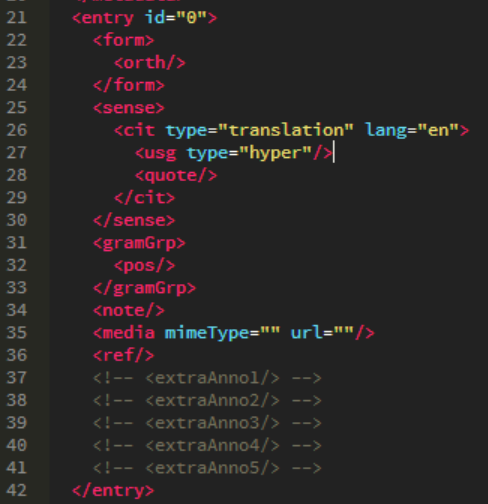 21 <entry id="0">
22 <form>
23 <orth/>
24 </form>
25 <sense>
26 <cit type="translation" lang="en">
27 <usg type="hyper"/>
28 <quote/>
29 </cit>
30 </sense>
31 <gramGrp>
32 <pos/>
33 </gramGrp>
34 <note/>
35 <media mimeType="" url=""/>
36 <ref/>
37 <!-- <extraAnno1/> -->
38 <!-- <extraAnno2/> -->
39 <!-- <extraAnno3/> -->
40 <!-- <extraAnno4/> -->
41 <!-- <extraAnno5/> -->
42 </entry>